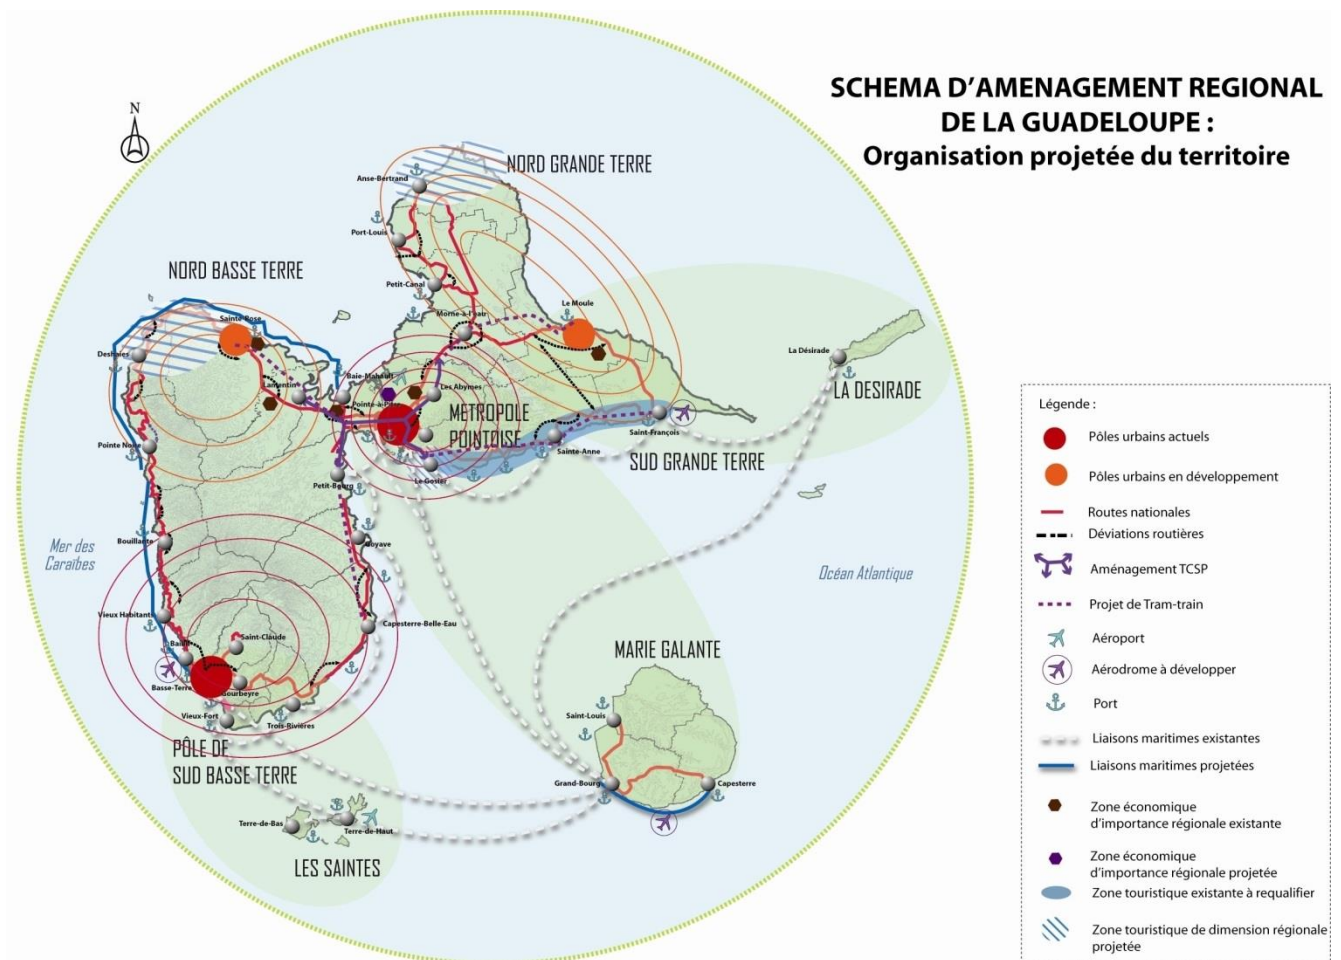 SCHEMA D'AMENAGEMENT REGIONAL
DE LA GUADELOUPE :
Organisation projetée du territoire
N
NORD GRANDE TERRE
Anse-Bertrand
Port-Louis
NORD BASSE TERRE
Petit-Canal
Le Moule
Sainte-Rose
Morne-à-l'eau
Deshaies
La Désirade
Lamentin
Baie-Mahault
Les Abymes
LA DESIRADE
Pointe-à-Pitre
METROPOLE
POINTOISE
Saint-François
Pointe Noire
Sainte-Anne
SUD GRANDE TERRE
Le Gosier
Petit-Bourg
Mer des
Caraïbes
Bouillante
Goyave
Océan Atlantique
Vieux Habitants
Capesterre-Belle-Eau
Saint-Claude
Baillif
MARIE GALANTE
Basse-Terre
Gourbeyre
Vieux-Fort
Trois-Rivières
Saint-Louis
PÔLE DE
SUD BASSE TERRE
Grand-Bourg
Capesterre
Terre-de-Bas
Terre-de-Haut
LES SAINTES
Légende :
Pôles urbains actuels
Pôles urbains en développement
Routes nationales
Déviations routières
Aménagement TCSP
Projet de Tram-train
Aéroport
Aérodrome à développer
Port
Liaisons maritimes existantes
Liaisons maritimes projetées
Zone économique
d'importance régionale existante
Zone économique
d'importance régionale projetée
Zone touristique existante à requalifier
Zone touristique de dimension régionale
projetée